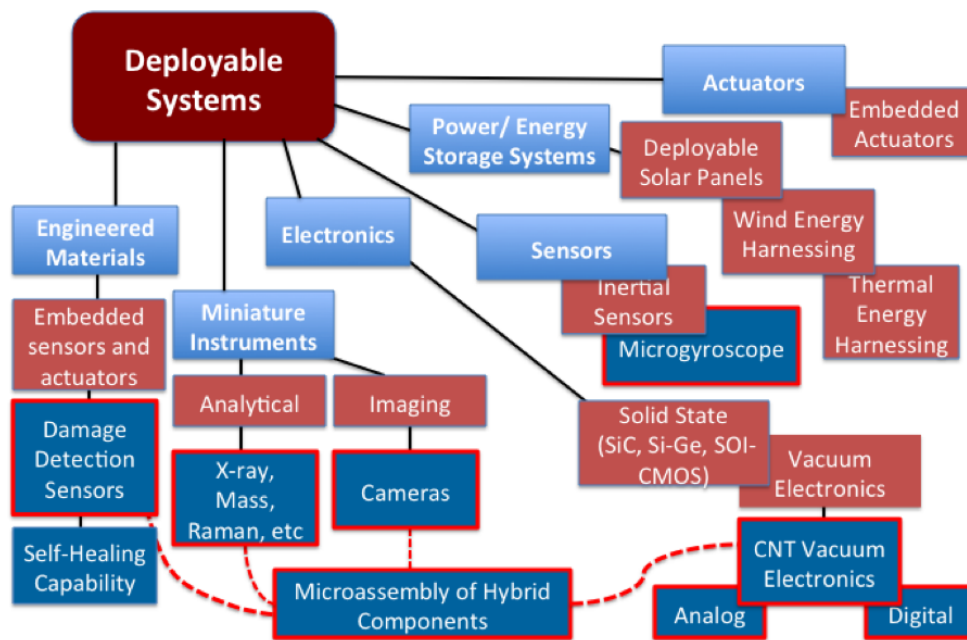 Deployable
Systems
Actuators
Embedded
Actuators
Power/ Energy
Storage Systems
Deployable
Solar Panels
Wind Energy
Harnessing
Thermal
Energy
Harnessing
Engineered
Materials
Electronics
Sensors
Inertial
Sensors
Microgyroscope
Embedded
sensors and
actuators
Miniature
Instruments
Analytical
Imaging
Solid State
(SiC, Si-Ge, SOI-
CMOS)
Vacuum
Electronics
Damage
Detection
Sensors
X-ray,
Mass,
Raman, etc
Cameras
Self-Healing
Capability
Microassembly of Hybrid
Components
CNT Vacuum
Electronics
Analog
Digital